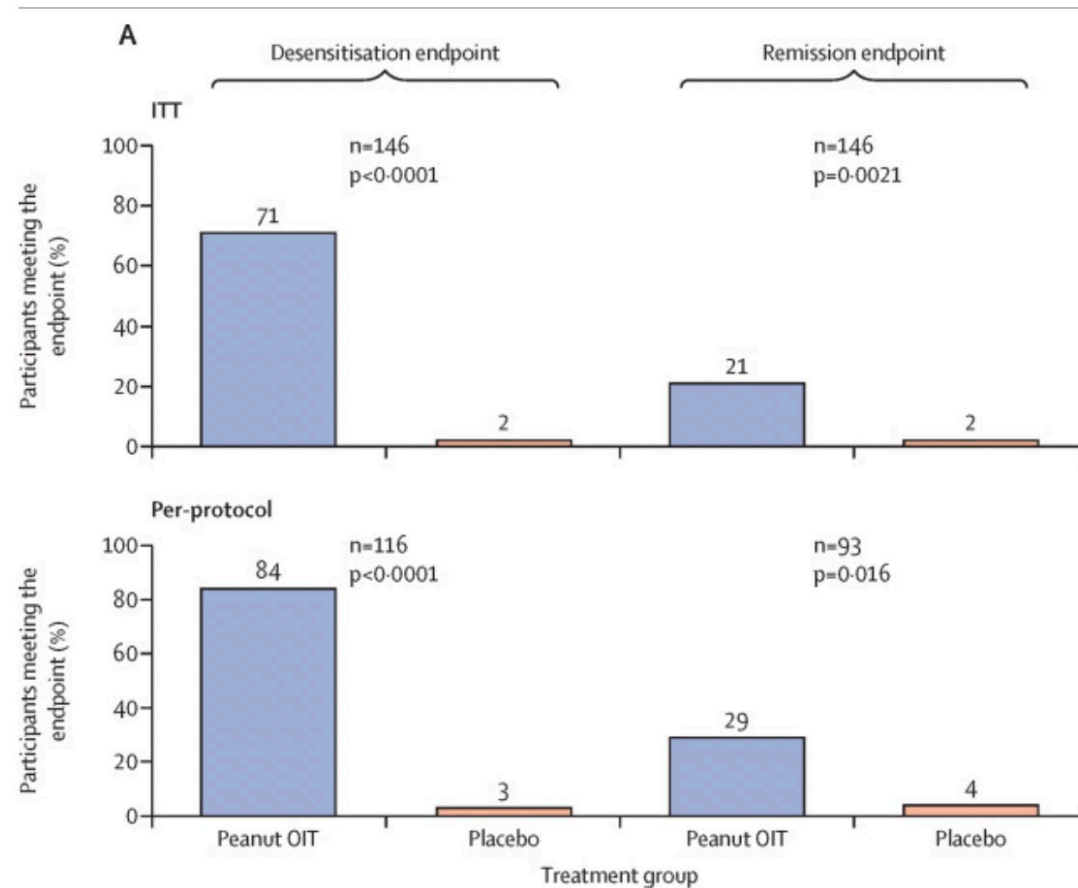 A
Desensitisation endpoint
Remission endpoint
ITT
Participants meeting the
endpoint (%)
100
80
60
40
20
0
n=146
p<0·0001
n=146
p=0·0021
71
2
21
2
Per-protocol
Participants meeting the
endpoint (%)
100
80
60
40
20
0
n=116
p<0·0001
n=93
p=0·016
84
3
29
4
Peanut OIT
Placebo
Peanut OIT
Placebo
Treatment group